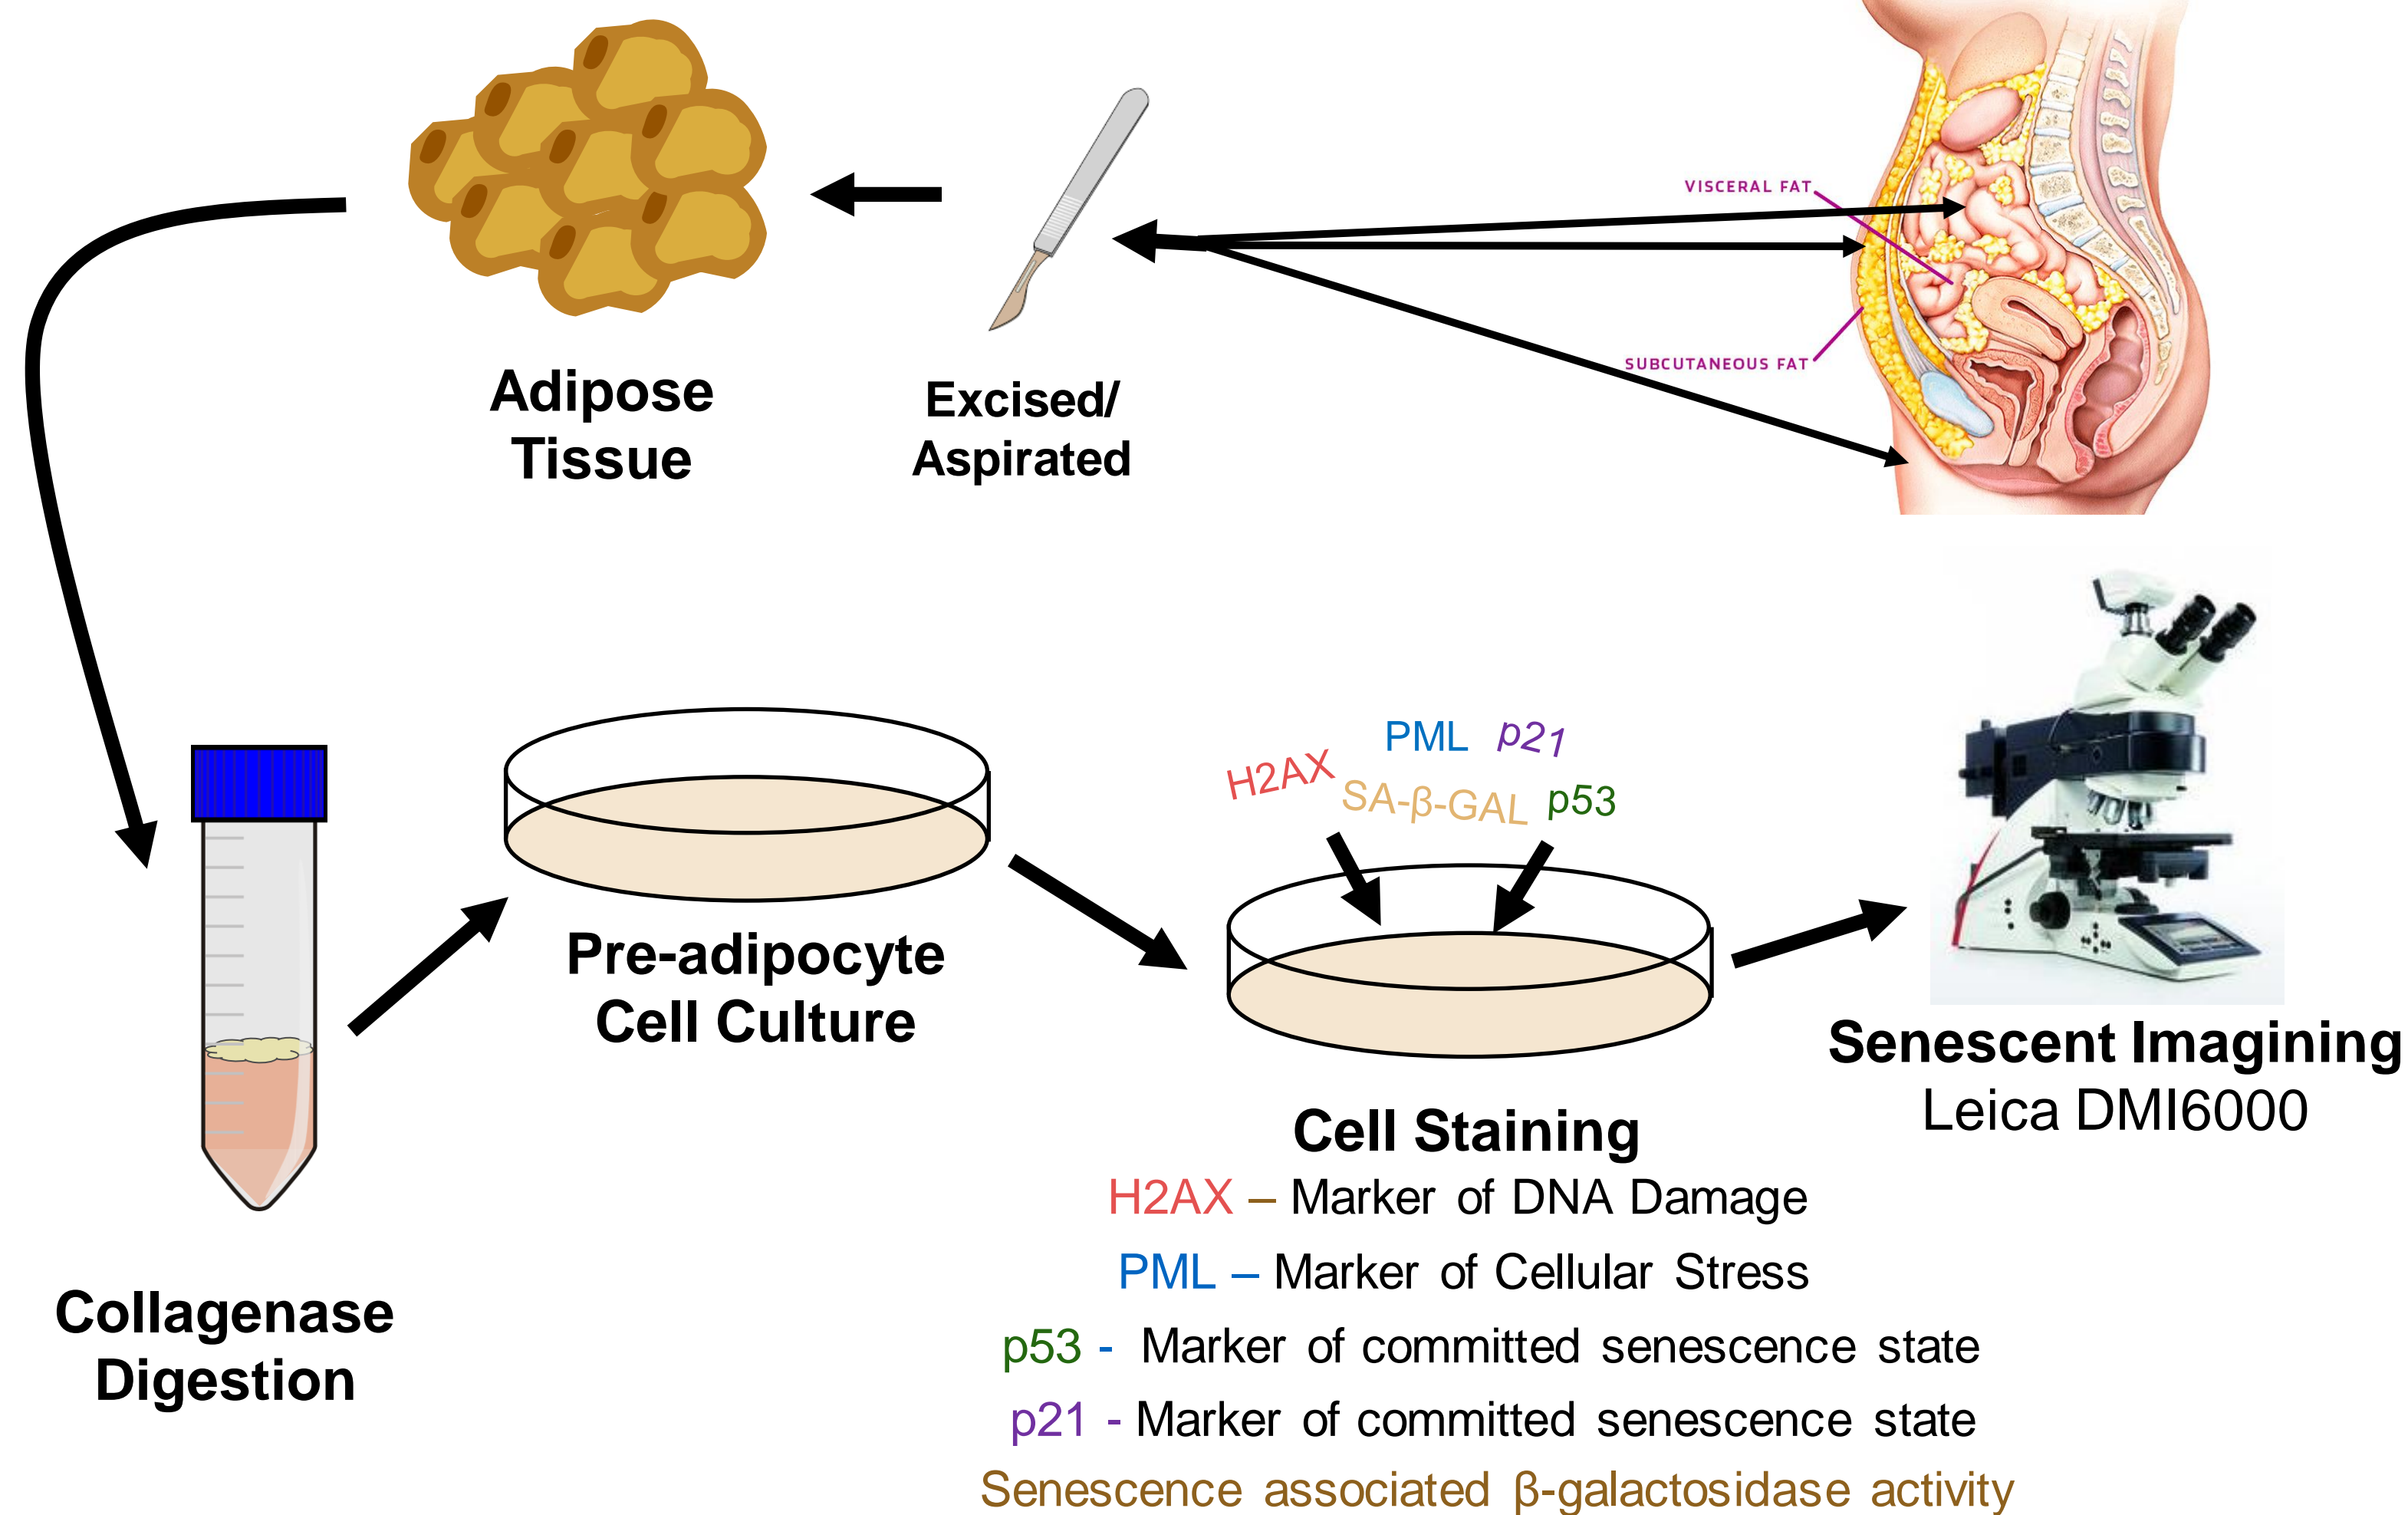 VISCERAL FAT
SUBCUTANEOUS FAT
Excised/
Aspirated
Adipose
Tissue
Collagenase
Digestion
Pre-adipocyte
Cell Culture
H2AX
PML
p21
SA-β-GAL
p53
Cell Staining
H2AX – Marker of DNA Damage
PML – Marker of Cellular Stress
p53 - Marker of committed senescence state
p21 - Marker of committed senescence state
Senescence associated β-galactosidase activity
Senescent Imagining
Leica DMI6000